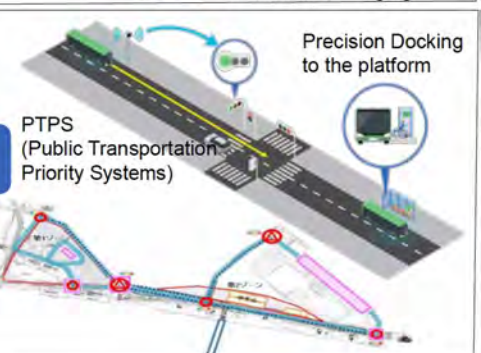 Precision Docking
to the platform
PTPS
(Public Transportation
Priority Systems)